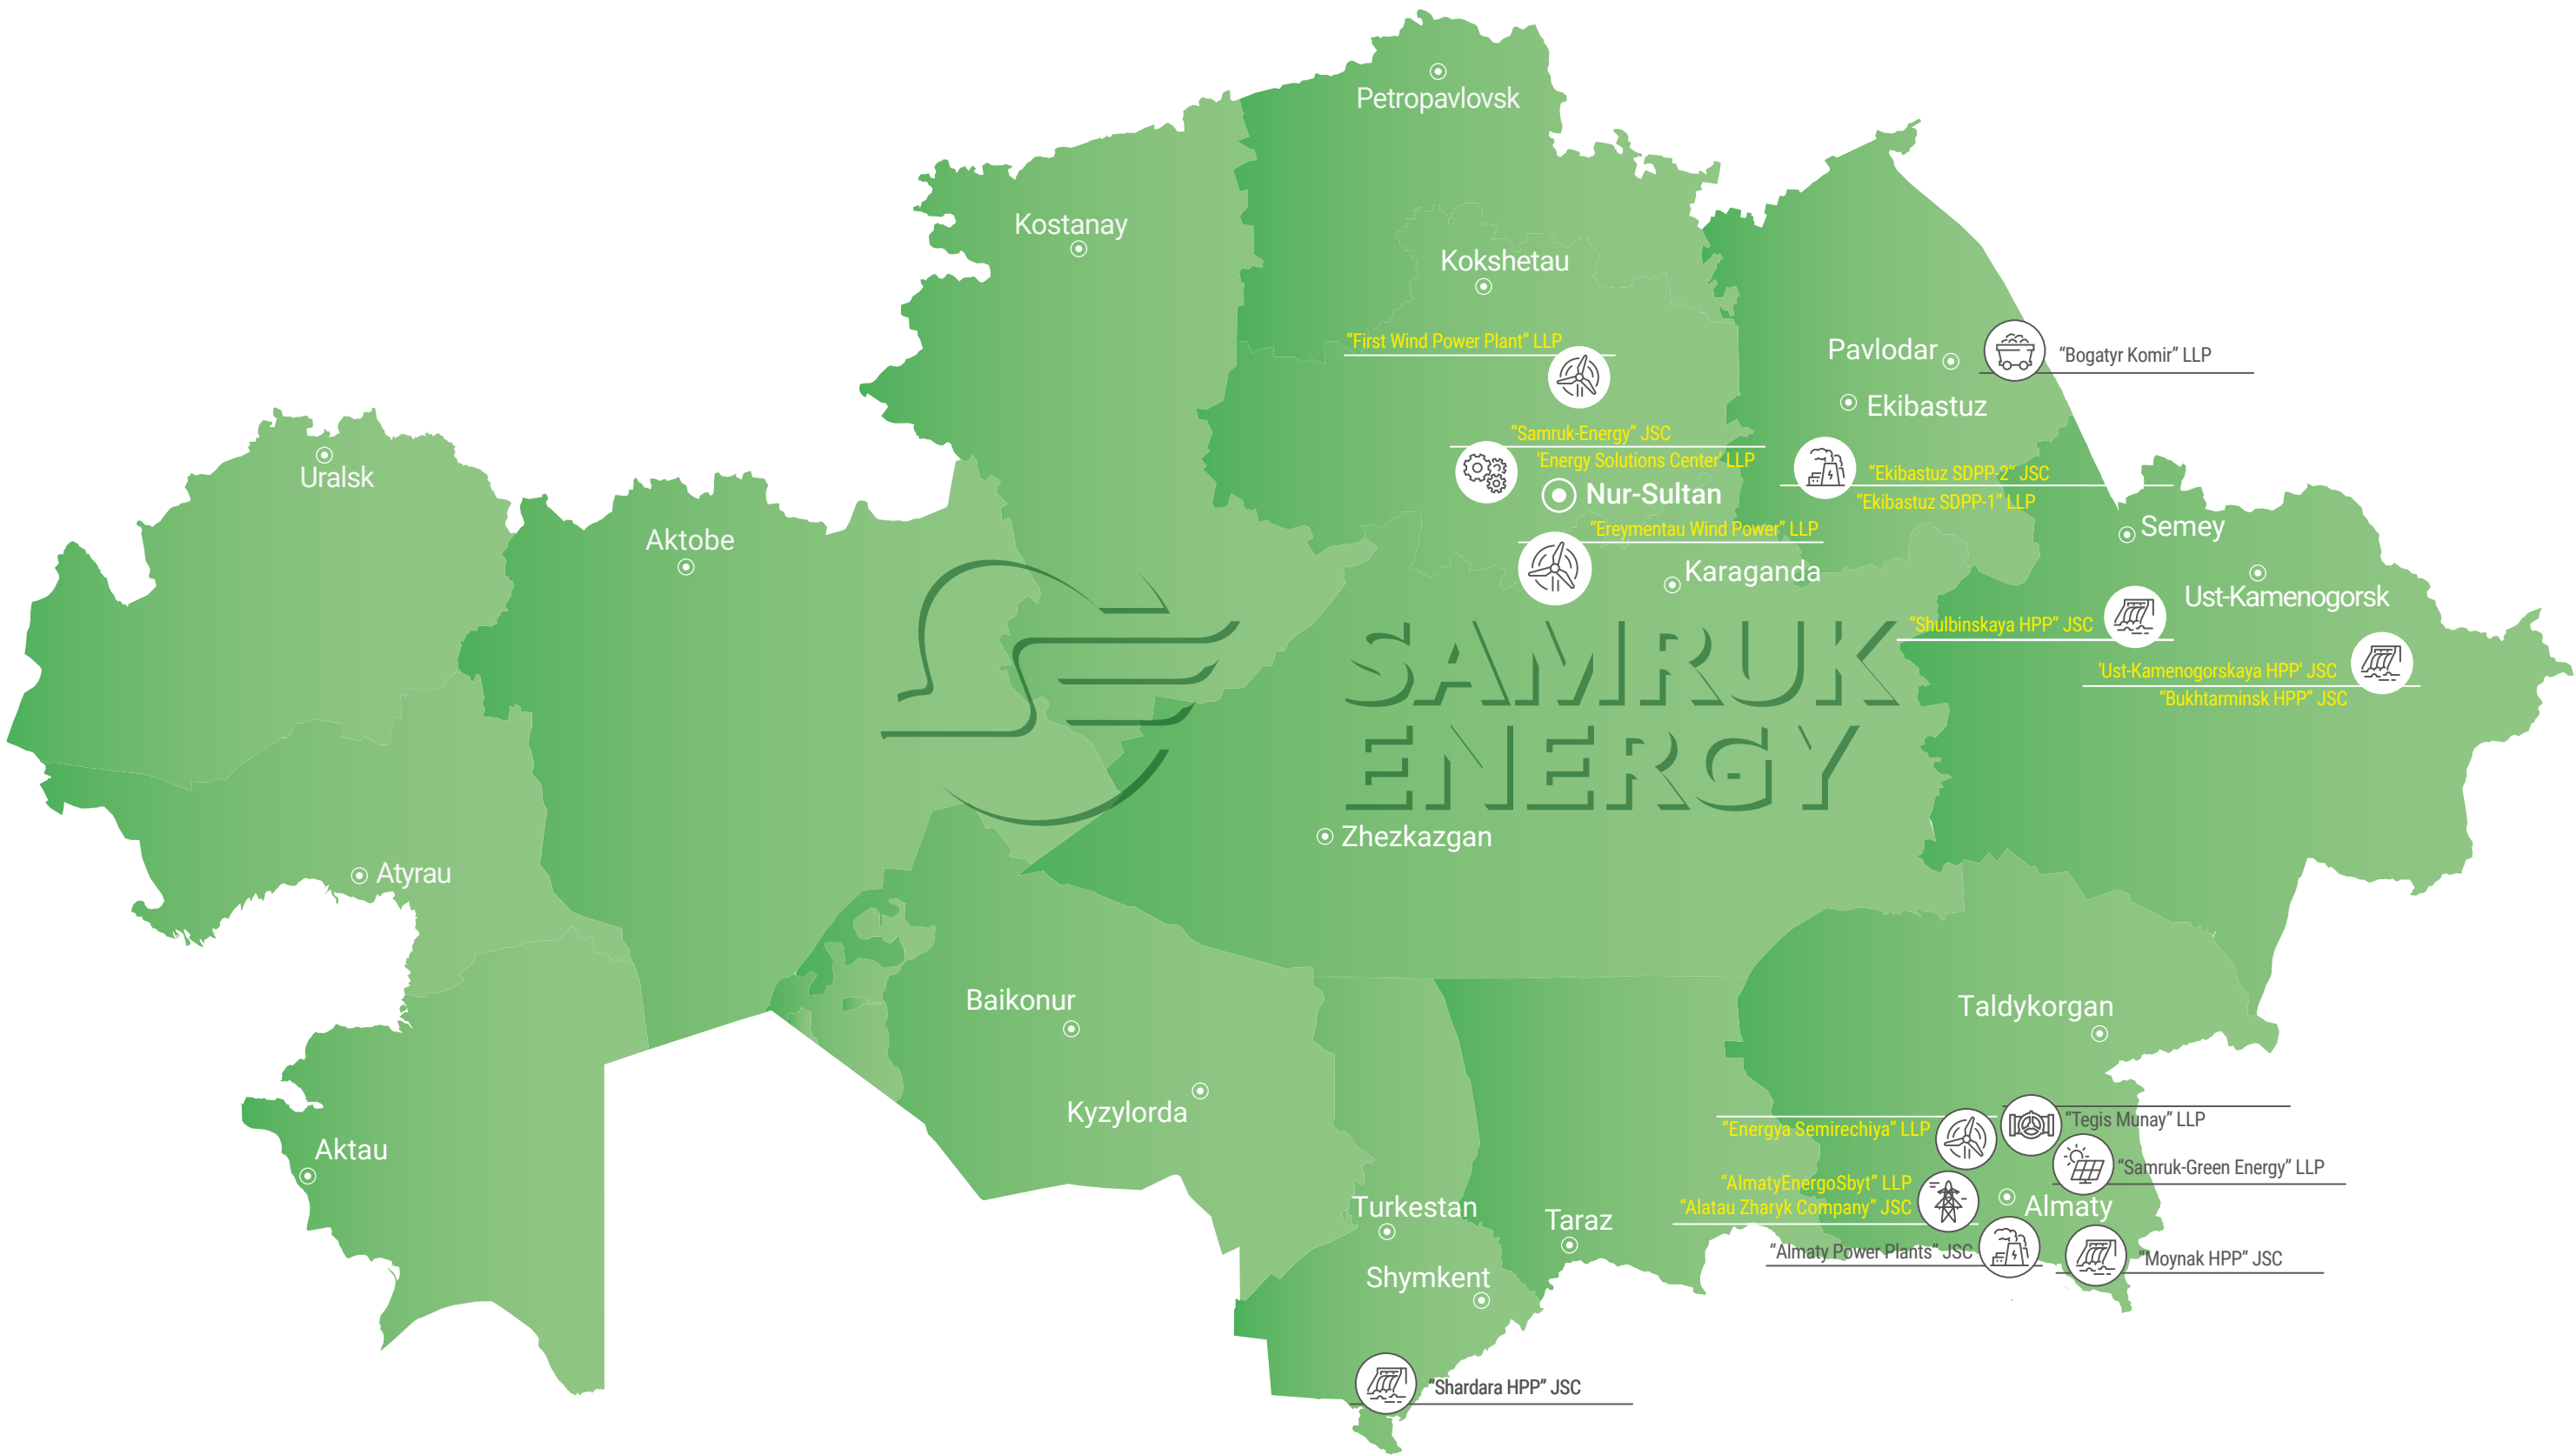 Petropavlovsk
Kostanay
Kokshetau
“First Wind Power Plant” LLP
Pavlodar
“Bogatyr Komir” LLP
Ekibastuz
“Samruk-Energy” JSC
'Energy Solutions Center' LLP
Nur-Sultan
“Ekibastuz SDPP-2” JSC
“Ekibastuz SDPP-1” LLP
Uralsk
Aktobe
“Ereymentau Wind Power” LLP
Karaganda
Semey
Ust-Kamenogorsk
“Shulbinskaya HPP” JSC
'Ust-Kamenogorskaya HPP' JSC
“Bukhtarminsk HPP” JSC
SAMRUK
ENERGY
Zhezkazgan
Atyrau
Baikonur
Kyzylorda
Aktau
Taldykorgan
“Energya Semirechiya” LLP
“Tegis Munay” LLP
“Samruk-Green Energy” LLP
“AlmatyEnergoSbyt” LLP
“Alatau Zharyk Company” JSC
Almaty
“Almaty Power Plants” JSC
“Moynak HPP” JSC
Turkestan
Taraz
Shymkent
“Shardara HPP” JSC